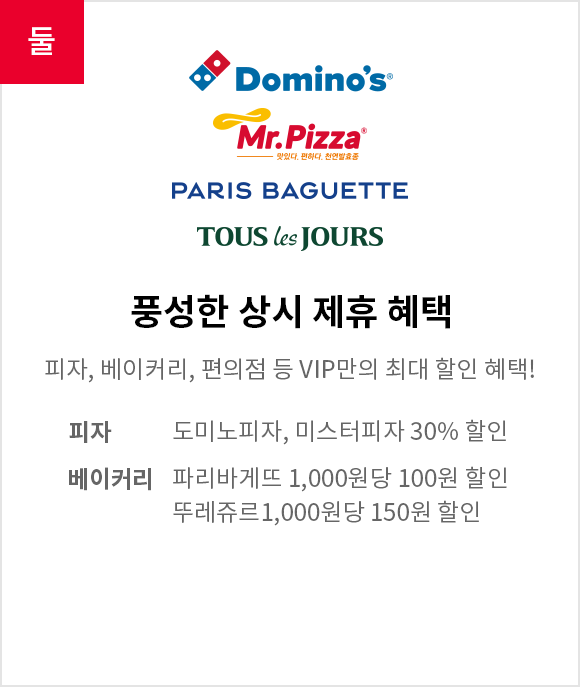 둘
Domino's®
Mr.Pizza®
맛있다. 편하다. 천연발효종
PARIS BAGUETTE
TOUS les JOURS
풍성한 상시 제휴 혜택
피자, 베이커리, 편의점 등 VIP만의 최대 할인 혜택!
피자 도미노피자, 미스터피자 30% 할인
베이커리 파리바게뜨 1,000원당 100원 할인
뚜레쥬르1,000원당 150원 할인